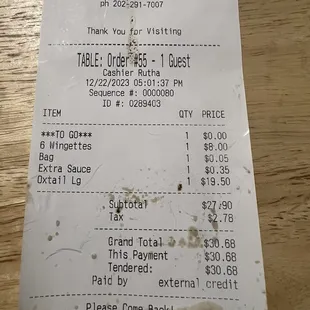 ph 202-291-7007
Thank You for Visiting
TABLE: Order #55 - 1 Guest
Cashier Rutha
12/22/2023 05:01:37 PM
Sequence #: 0000080
ID #: 0289403
ITEM QTY PRICE
***TO GO*** 1 $0.00
6 Wingettes 1 $8.00
Bag 1 $0.05
Extra Sauce 1 $0.35
Oxtail Lg 1 $19.50
Subtotal $27.90
Tax $2.78
Grand Total $30.68
This Payment $30.68
Tendered: $30.68
Paid by external credit
Please Come Back!